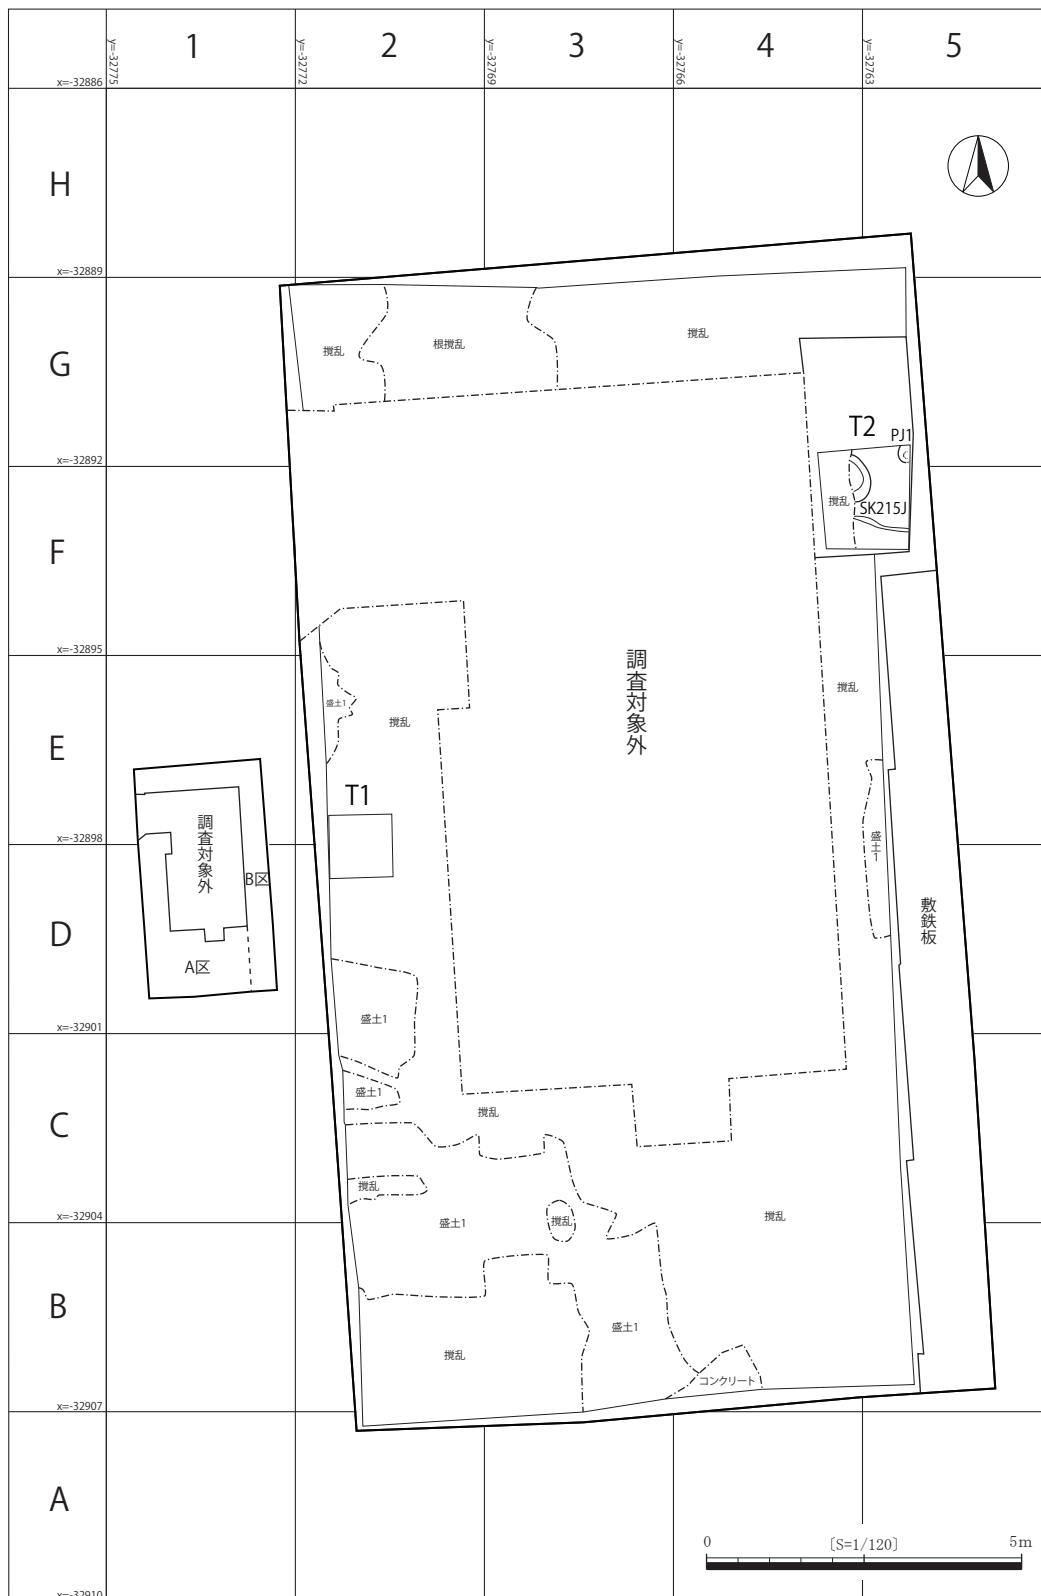 1 2 3 4 5
y=-32775 y=-32772 y=-32769 y=-32766 y=-32763
x=-32886
H
x=-32889
G
攪乱 根攪乱 攪乱
T2 PJ1
x=-32892
攪乱 SK215J
F
x=-32895
調査対象外
攪乱
盛土1
攪乱
E
T1
調査対象外
x=-32898
盛土1
B区
敷鉄板
D
A区
盛土1
x=-32901
盛土1
攪乱
C
攪乱
x=-32904
盛土1 攪乱 攪乱
B
盛土1
攪乱
コンクリート
x=-32907
A
0 [S=1/120] 5m
x=-32910